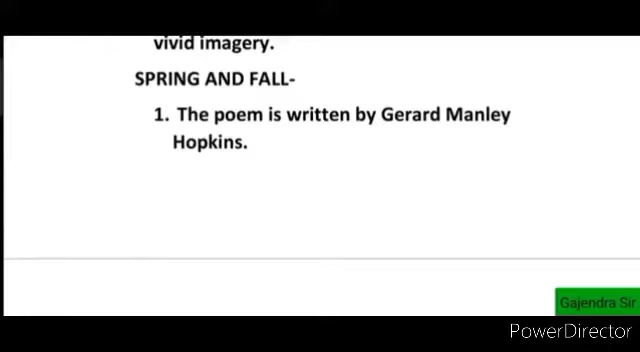 vivid imagery.
SPRING AND FALL-
1. The poem is written by Gerard Manley
Hopkins.
Gajendra Sir
PowerDirector